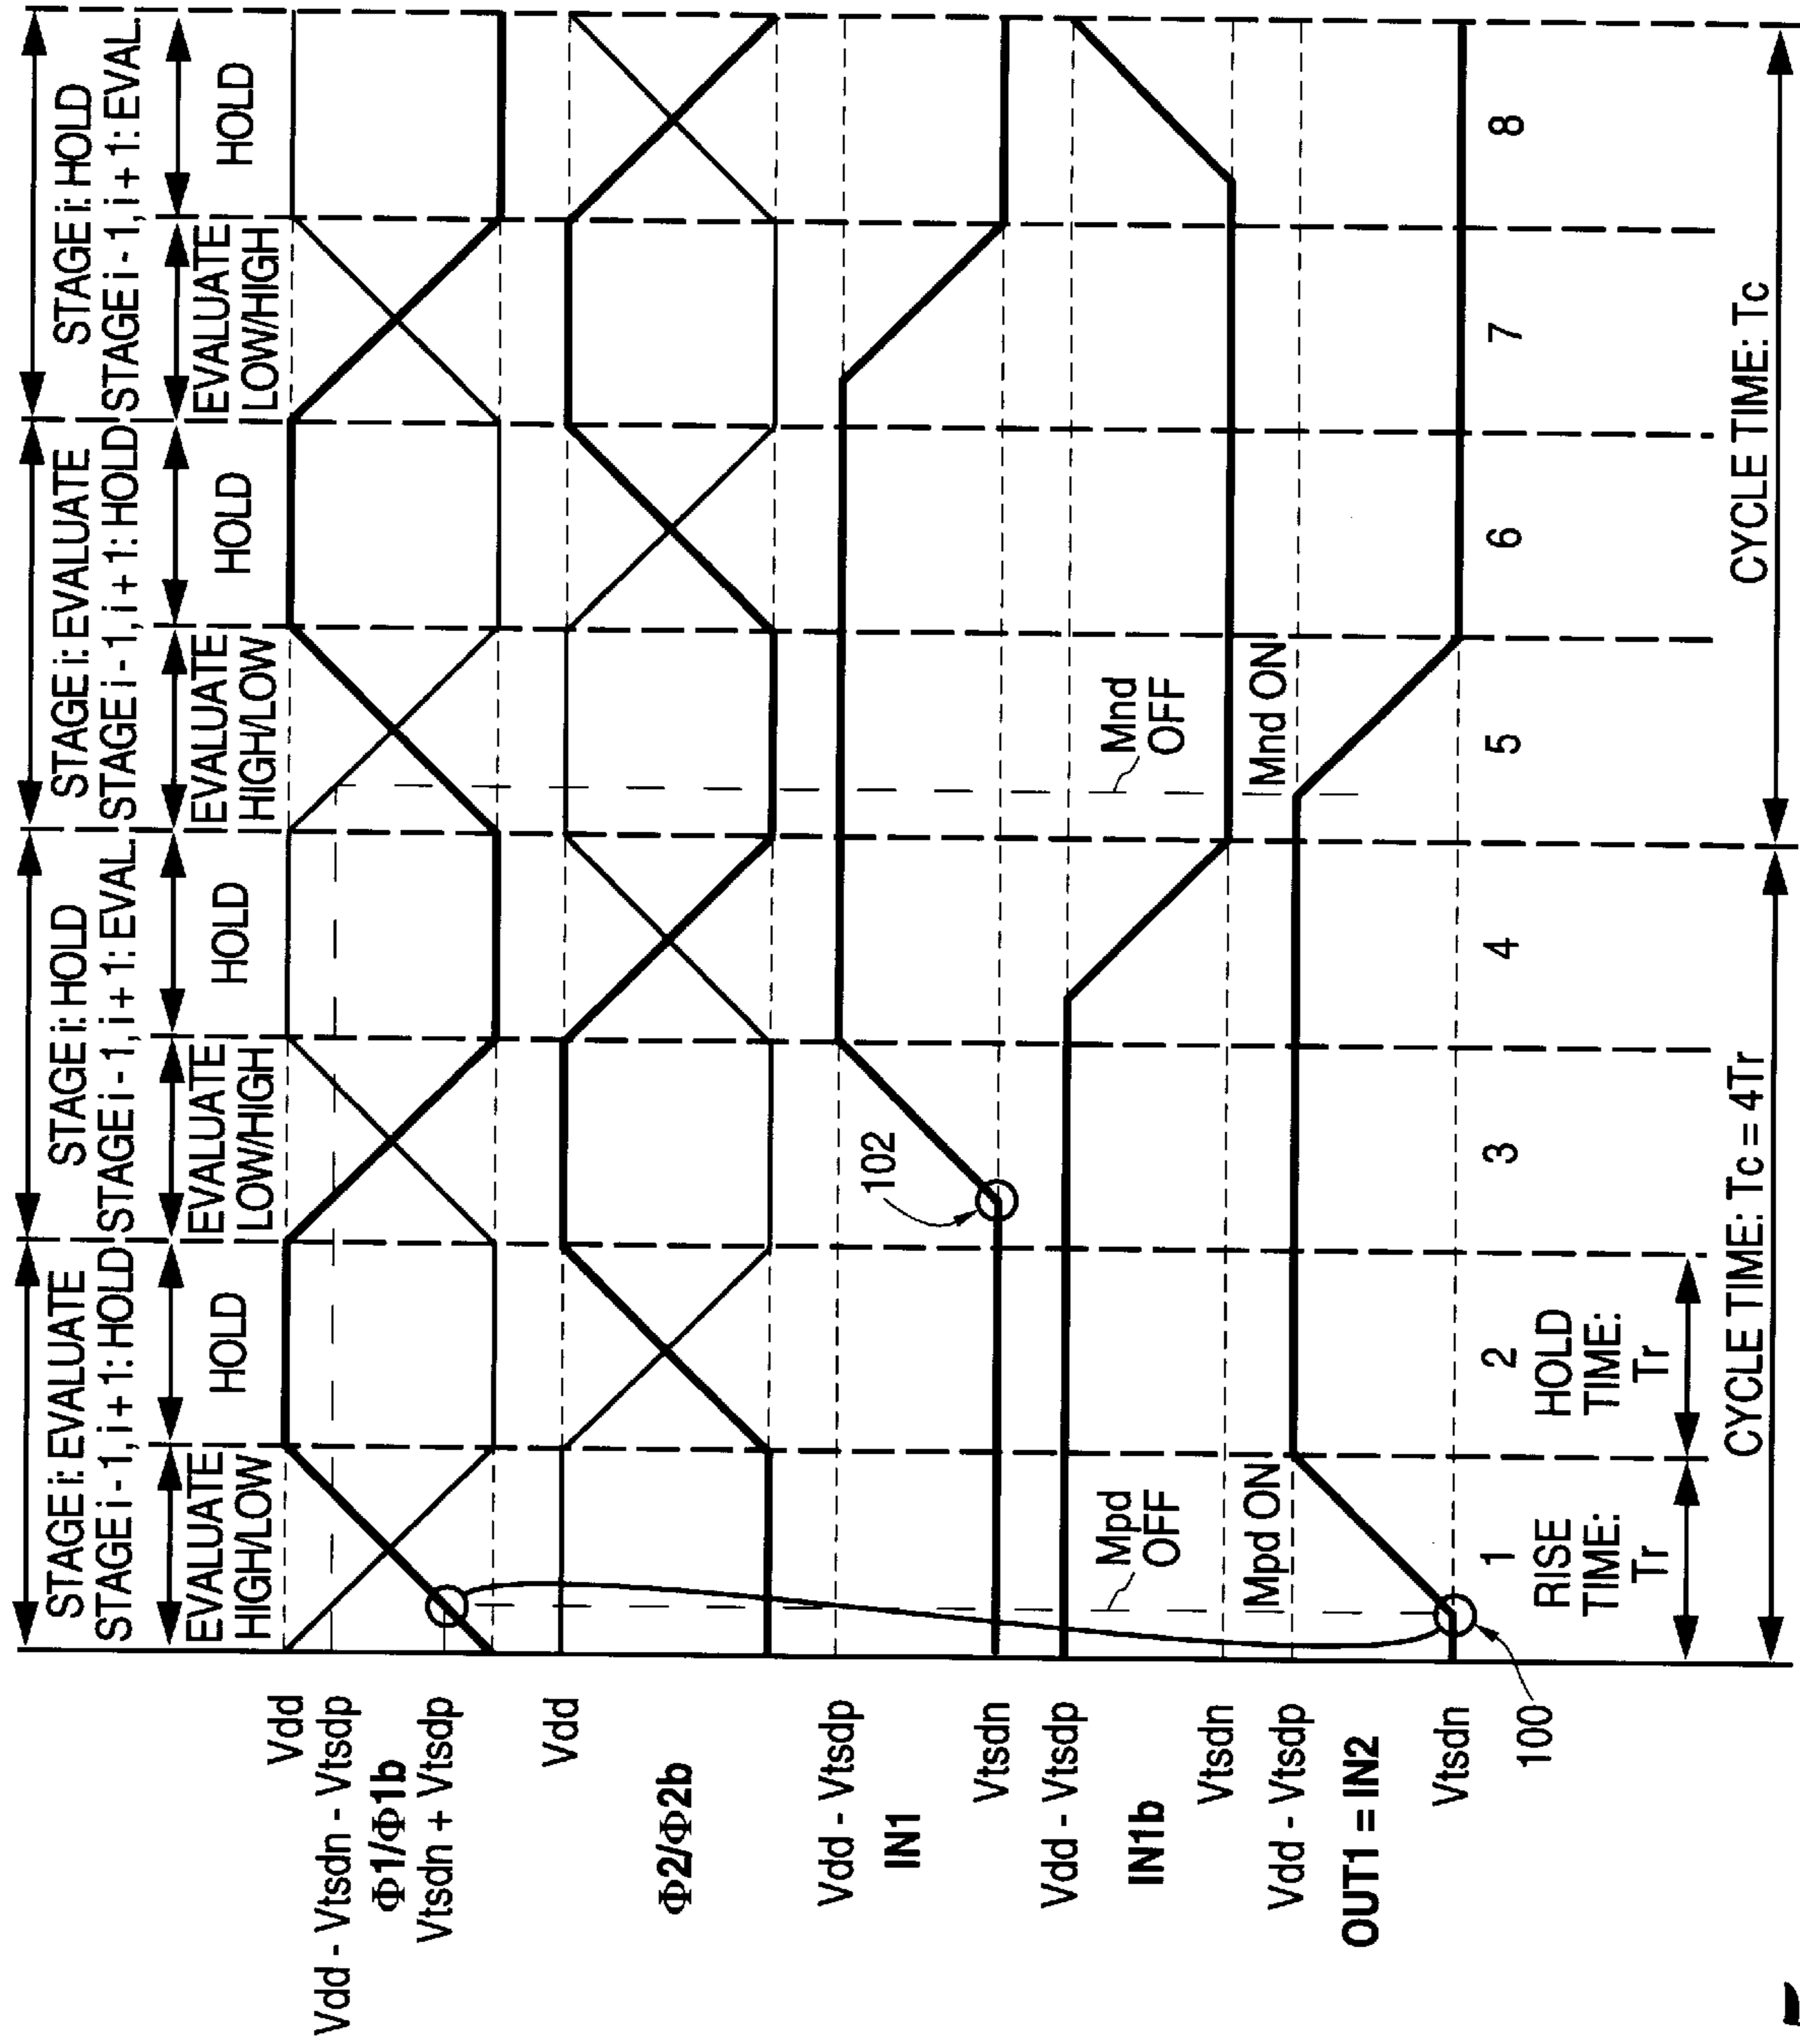 STAGE i: EVALUATE
STAGE i - 1, i + 1: HOLD
STAGE i: HOLD
STAGE i - 1, i + 1: EVAL.
STAGE i: EVALUATE
STAGE i - 1, i + 1: HOLD
STAGE i: HOLD
STAGE i - 1, i + 1: EVAL.
EVALUATE
HIGH/LOW
HOLD
EVALUATE
LOW/HIGH
HOLD
EVALUATE
HIGH/LOW
HOLD
EVALUATE
LOW/HIGH
HOLD
Vdd
Vdd - Vtsdn - Vtsdp
Φ1/Φ1b
Vtsdn + Vtsdp
Vdd
Φ2/Φ2b
Vdd - Vtsdp
IN1
Vtsdn
102
Vdd - Vtsdp
IN1b
Vtsdn
Mpd
OFF
Mnd
OFF
Mpd ON
Mnd ON
Vdd - Vtsdp
OUT1 = IN2
Vtsdn
100
1
2
3
4
5
6
7
8
RISE
TIME:
Tr
HOLD
TIME:
Tr
CYCLE TIME: Tc = 4Tr
CYCLE TIME: Tc